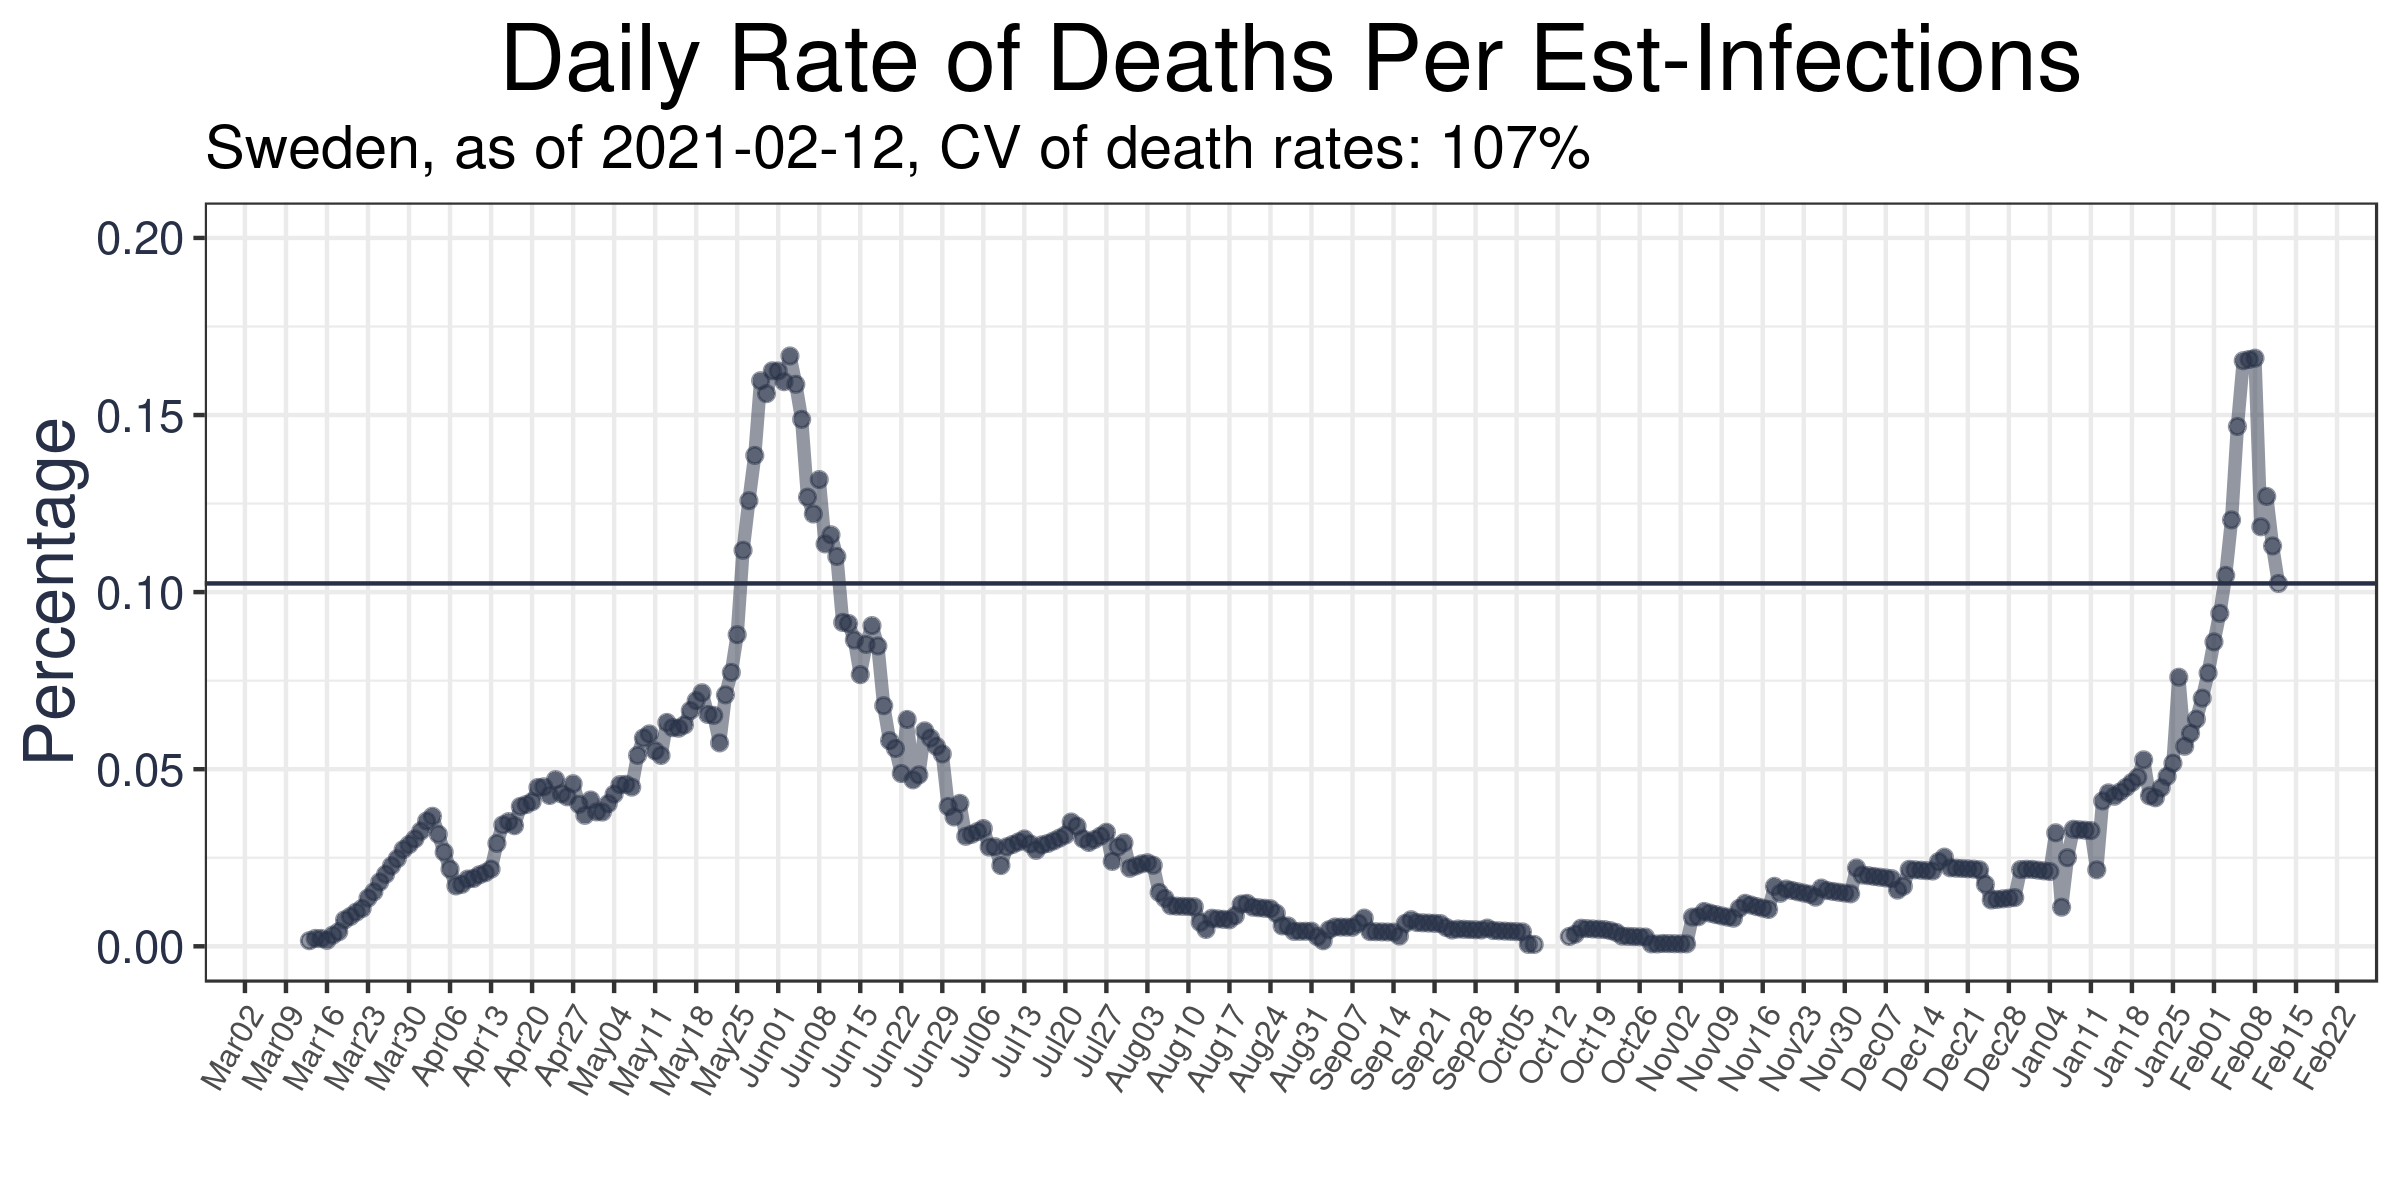 Daily Rate of Deaths Per Est-Infections
Sweden, as of 2021-02-12, CV of death rates: 107%
Percentage
0.20
0.15
0.10
0.05
0.00
Mar02
Mar09
Mar16
Mar23
Mar30
Apr06
Apr13
Apr20
Apr27
May04
May11
May18
May25
Jun01
Jun08
Jun15
Jun22
Jun29
Jul06
Jul13
Jul20
Jul27
Aug03
Aug10
Aug17
Aug24
Aug31
Sep07
Sep14
Sep21
Sep28
Oct05
Oct12
Oct19
Oct26
Nov02
Nov09
Nov16
Nov23
Nov30
Dec07
Dec14
Dec21
Dec28
Jan04
Jan11
Jan18
Jan25
Feb01
Feb08
Feb15
Feb22